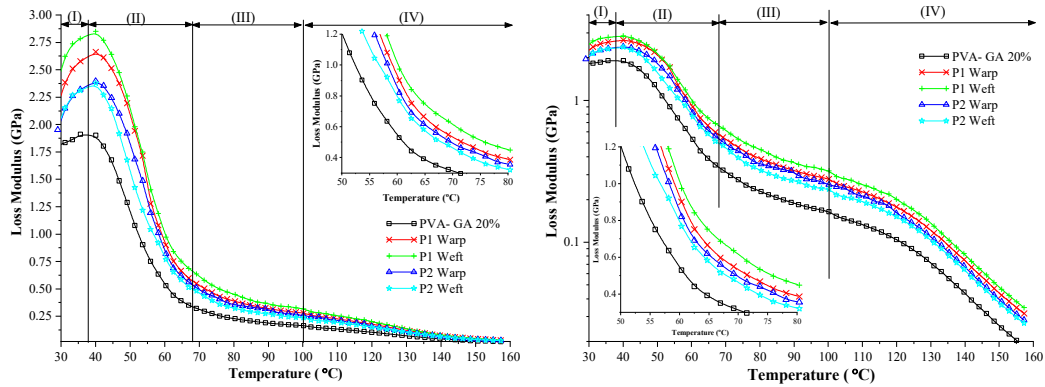 (I) (II) (III) (IV)
3.00
2.75
2.50
2.25
2.00
1.75
1.50
1.25
1.00
0.75
0.50
0.25
Loss Modulus (GPa)
30 40 50 60 70 80 90 100 110 120 130 140 150 160
Temperature (°C)
1.2
1.0
0.8
0.6
0.4
Loss Modulus (GPa)
50 55 60 65 70 75 80
Temperature (°C)
PVA- GA 20%
P1 Warp
P1 Weft
P2 Warp
P2 Weft
(I) (II) (III) (IV)
1
0.1
Loss Modulus (GPa)
30 40 50 60 70 80 90 100 110 120 130 140 150 160
Temperature (°C)
PVA- GA 20%
P1 Warp
P1 Weft
P2 Warp
P2 Weft
1.2
1.0
0.8
0.6
0.4
Loss Modulus (GPa)
50 55 60 65 70 75 80
Temperature (°C)